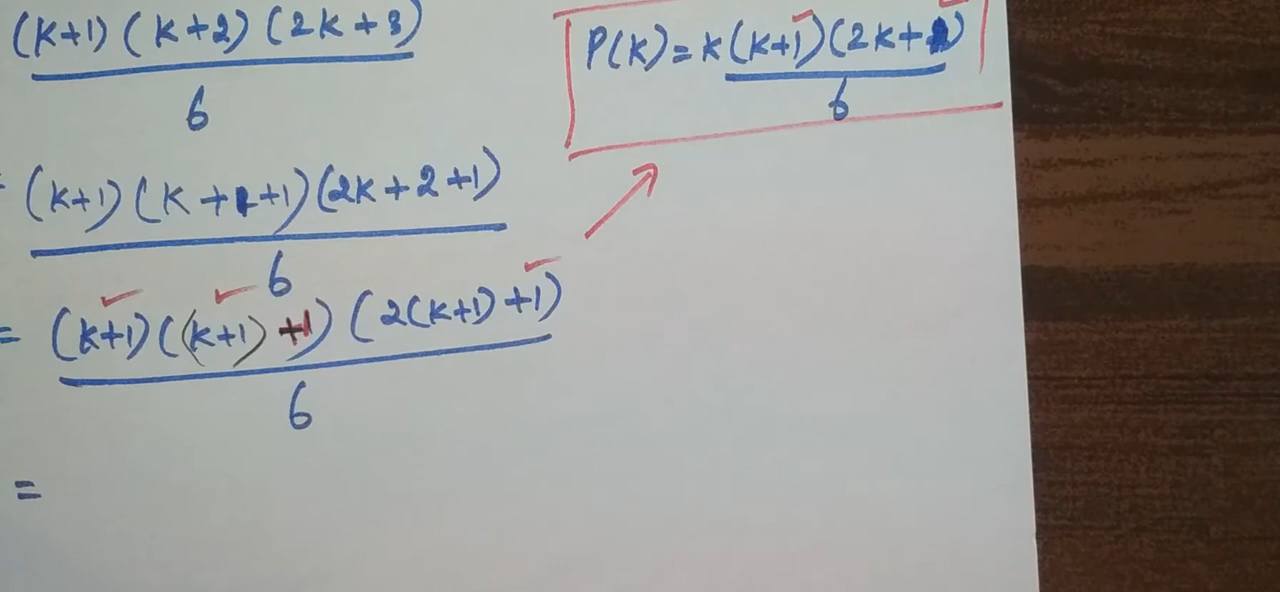 (k+1)(k+2)(2k+3)
6
P(k)=k(k+1)(2k+1)
6
(k+1)(k+1+1)(2k+2+1)
6
= (k+1)((k+1)+1)(2(k+1)+1)
6
=